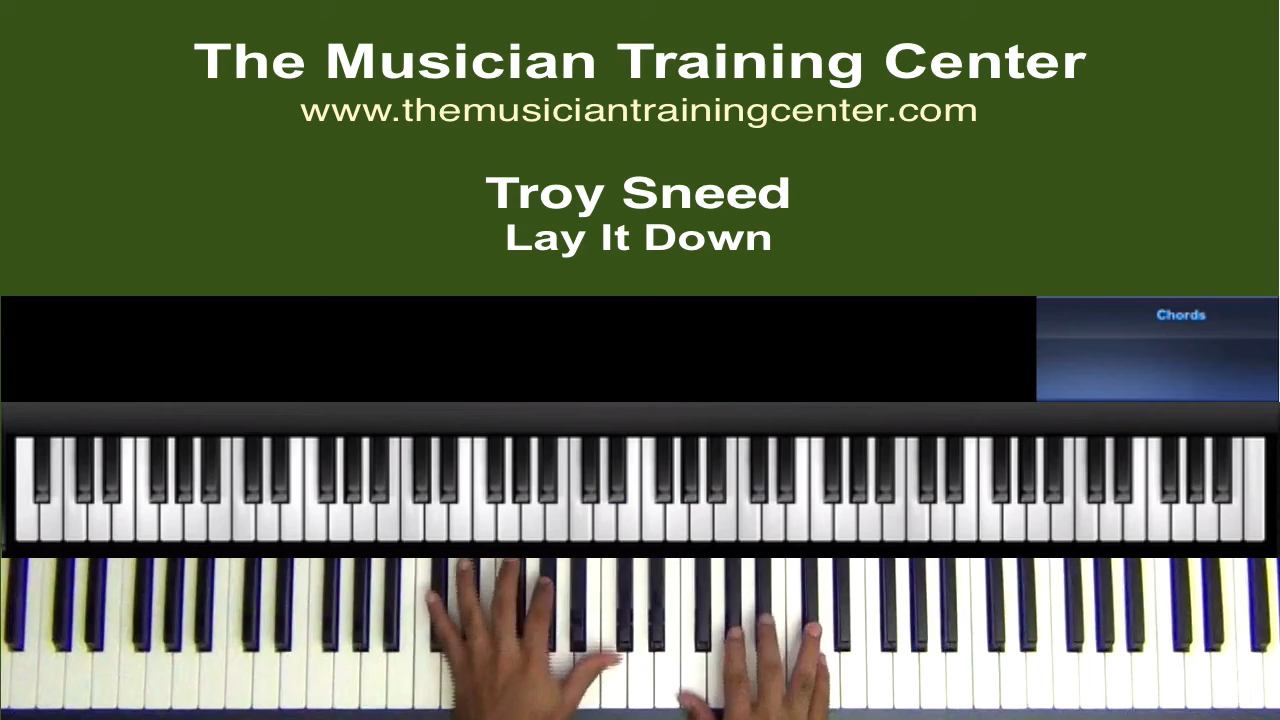 The Musician Training Center
www.themusiciantrainingcenter.com
Troy Sneed
Lay It Down
Chords